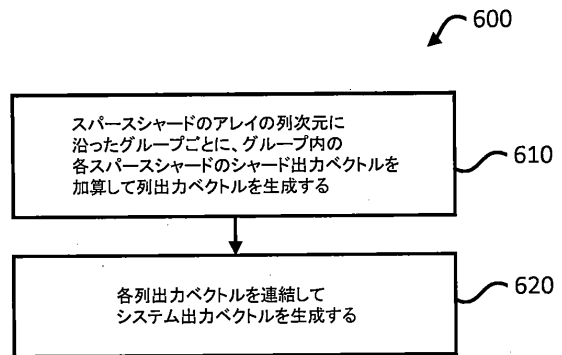 600
スパースシャードのアレイの列次元に
沿ったグループごとに、グループ内の
各スパースシャードのシャード出力ベクトルを
加算して列出力ベクトルを生成する
610
各列出力ベクトルを連結して
システム出力ベクトルを生成する
620